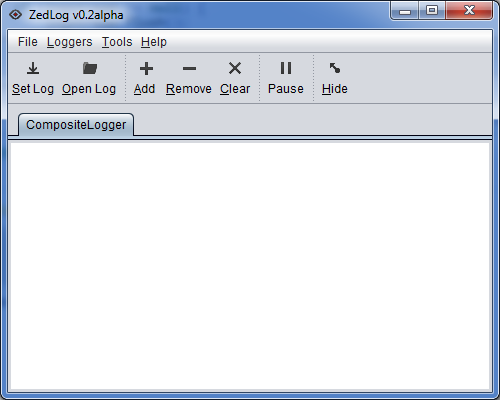 ZedLog v0.2alpha
File Loggers Tools Help
Set Log Open Log Add Remove Clear Pause Hide
CompositeLogger